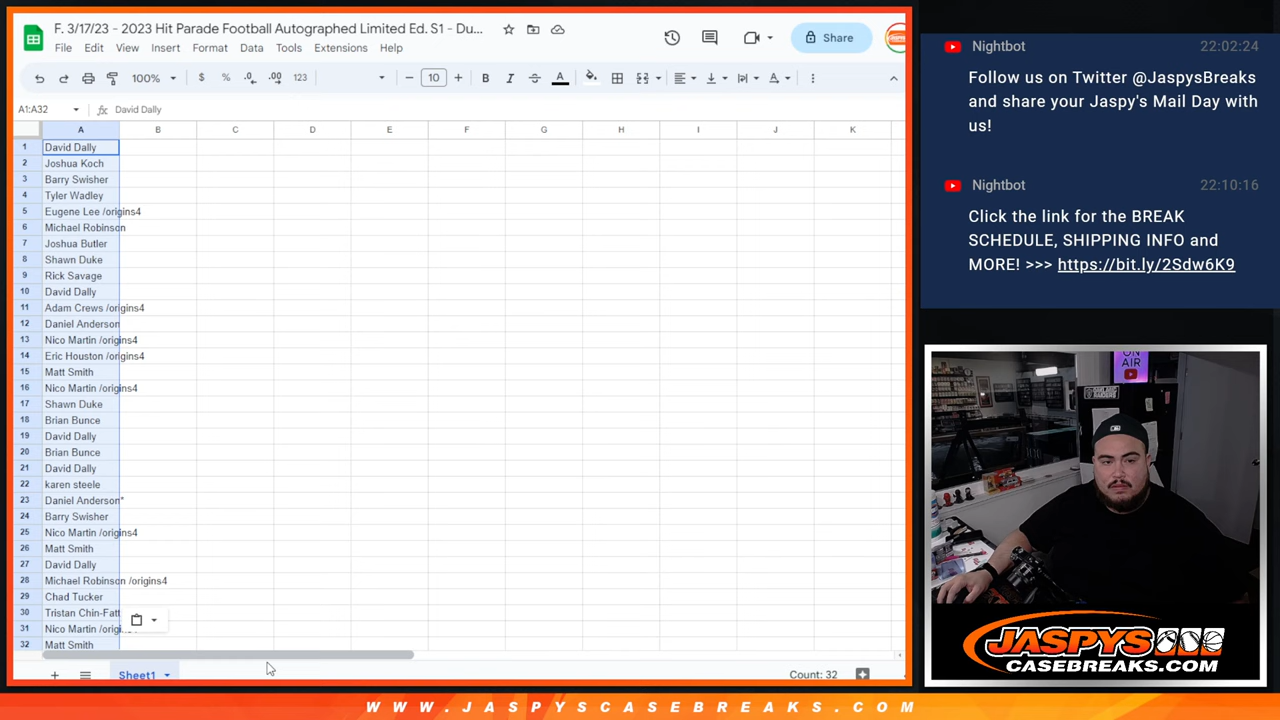 F. 3/17/23 - 2023 Hit Parade Football Autographed Limited Ed. S1 - Du...
File Edit View Insert Format Data Tools Extensions Help
Share
100% $ % .0 .00 123 10 B I A
A1:A32 fx David Dally
A B C D E F G H I J K
1 David Dally
2 Joshua Koch
3 Barry Swisher
4 Tyler Wadley
5 Eugene Lee /origins4
6 Michael Robinson
7 Joshua Butler
8 Shawn Duke
9 Rick Savage
10 David Dally
11 Adam Crews /origins4
12 Daniel Anderson
13 Nico Martin /origins4
14 Eric Houston /origins4
15 Matt Smith
16 Nico Martin /origins4
17 Shawn Duke
18 Brian Bunce
19 David Dally
20 Brian Bunce
21 David Dally
22 karen steele
23 Daniel Anderson*
24 Barry Swisher
25 Nico Martin /origins4
26 Matt Smith
27 David Dally
28 Michael Robinson /origins4
29 Chad Tucker
30 Tristan Chin-Fatt
31 Nico Martin /origi
32 Matt Smith
Sheet1
Count: 32
Nightbot 22:02:24
Follow us on Twitter @JaspysBreaks
and share your Jaspy's Mail Day with
us!
Nightbot 22:10:16
Click the link for the BREAK
SCHEDULE, SHIPPING INFO and
MORE! >>> https://bit.ly/2Sdw6K9
ON
AIR
JASPYS
CASEBREAKS.COM
WWW.JASPYSCASEBREAKS.COM